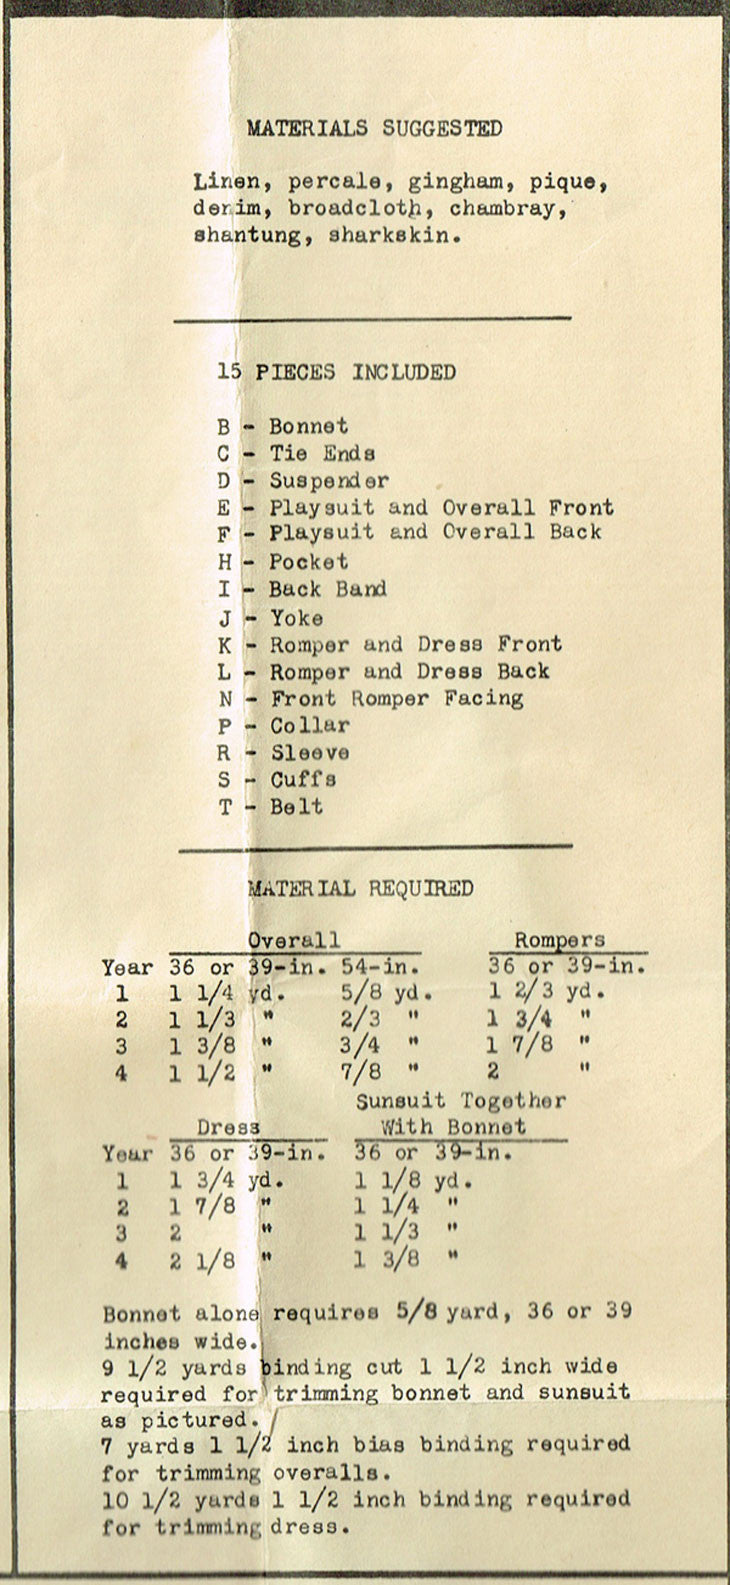 MATERIALS SUGGESTED
Linen, percale, gingham, pique,
denim, broadcloth, chambray,
shantung, sharkskin.
15 PIECES INCLUDED
B - Bonnet
C - Tie Ends
D - Suspender
E - Playsuit and Overall Front
F - Playsuit and Overall Back
H - Pocket
I - Back Band
J - Yoke
K - Romper and Dress Front
L - Romper and Dress Back
N - Front Romper Facing
P - Collar
R - Sleeve
S - Cuffs
T - Belt
MATERIAL REQUIRED
Overall Rompers
Year 36 or 39-in. 54-in. 36 or 39-in.
1 1 1/4 yd. 5/8 yd. 1 2/3 yd.
2 1 1/3 " 2/3 " 1 3/4 "
3 1 3/8 " 3/4 " 1 7/8 "
4 1 1/2 " 7/8 " 2 "
Sunsuit Together
Dress With Bonnet
Year 36 or 39-in. 36 or 39-in.
1 1 3/4 yd. 1 1/8 yd.
2 1 7/8 " 1 1/4 "
3 2 " 1 1/3 "
4 2 1/8 " 1 3/8 "
Bonnet alone requires 5/8 yard, 36 or 39
inches wide.
9 1/2 yards binding cut 1 1/2 inch wide
required for trimming bonnet and sunsuit
as pictured.
7 yards 1 1/2 inch bias binding required
for trimming overalls.
10 1/2 yards 1 1/2 inch binding required
for trimming dress.